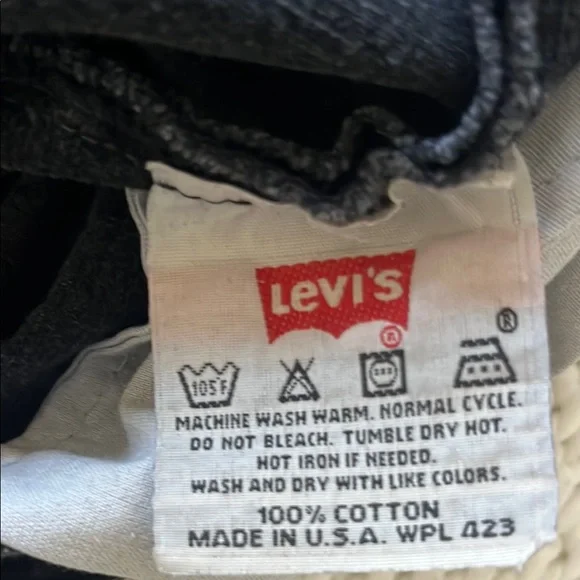 LEVI'S
®
®
105°F
MACHINE WASH WARM. NORMAL CYCLE.
DO NOT BLEACH. TUMBLE DRY HOT.
HOT IRON IF NEEDED.
WASH AND DRY WITH LIKE COLORS.
100% COTTON
MADE IN U.S.A. WPL 423